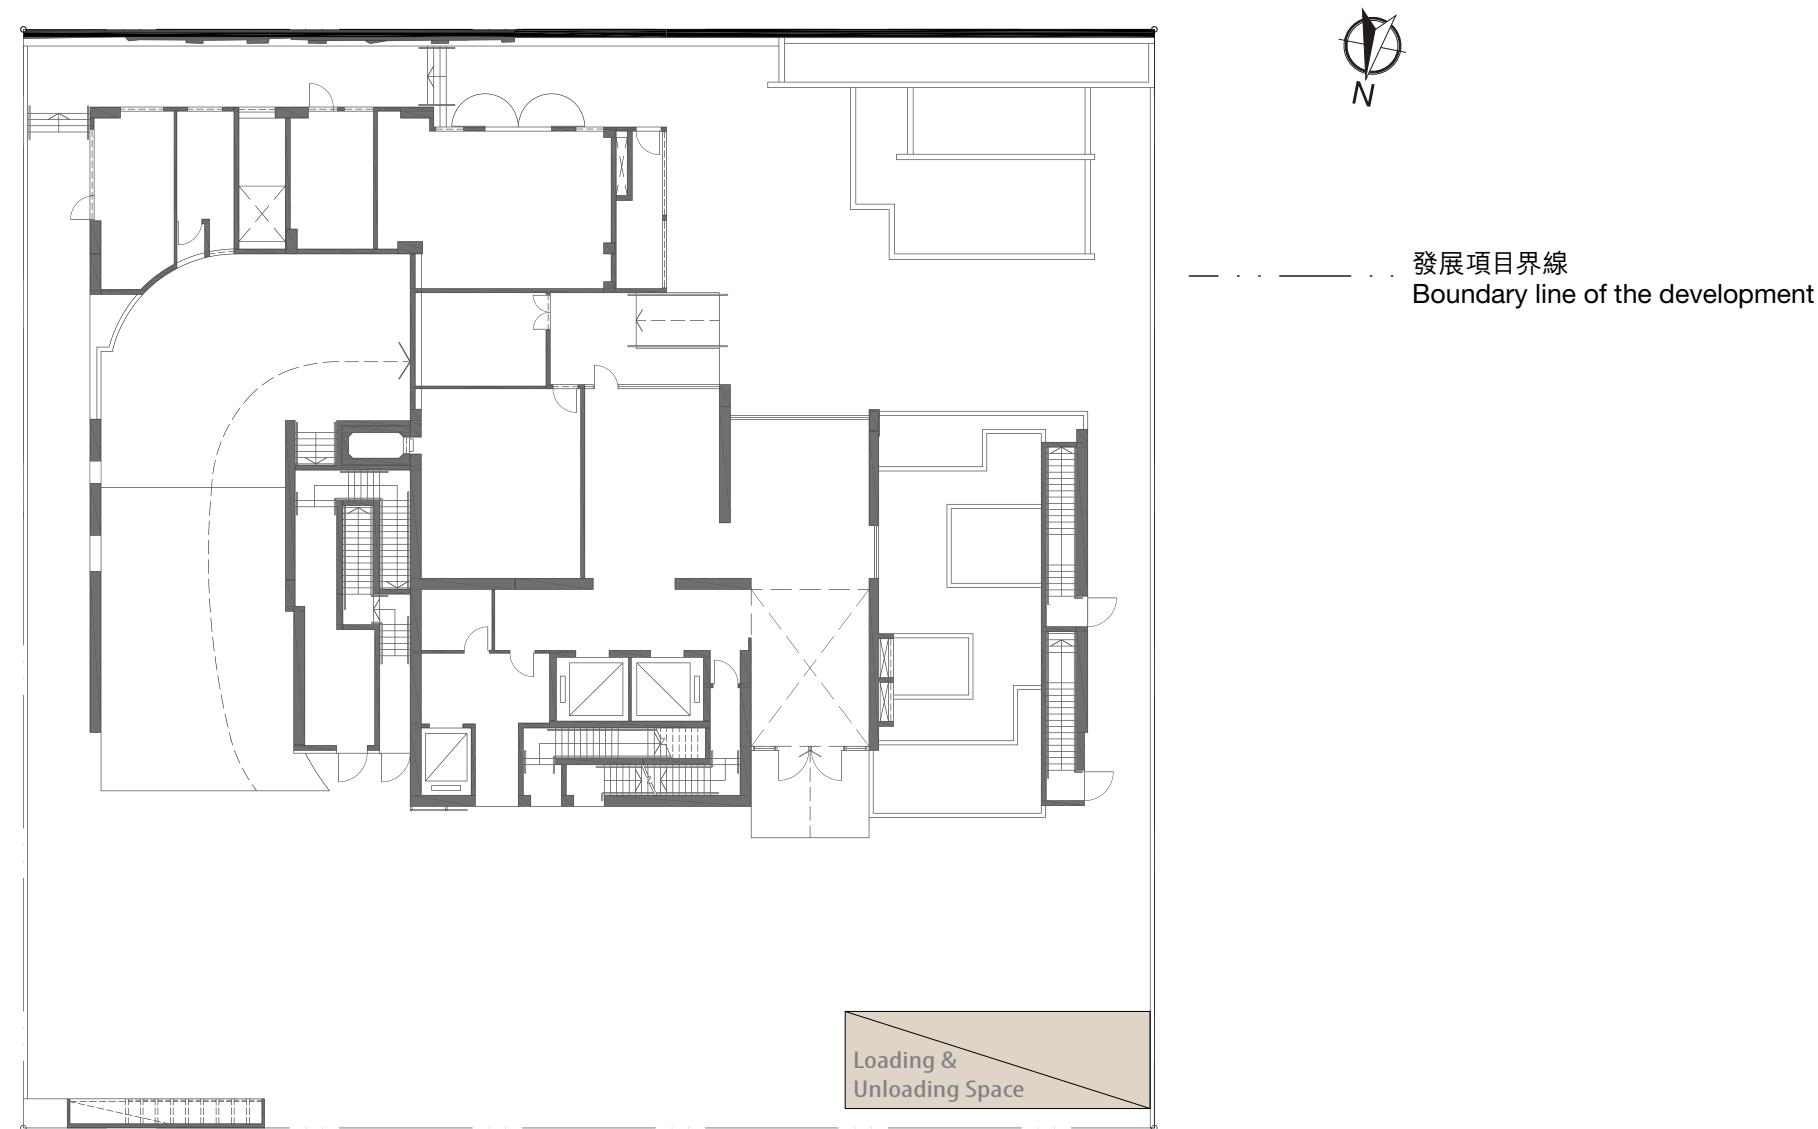 N
發展項目界線
Boundary line of the development
Loading &
Unloading Space